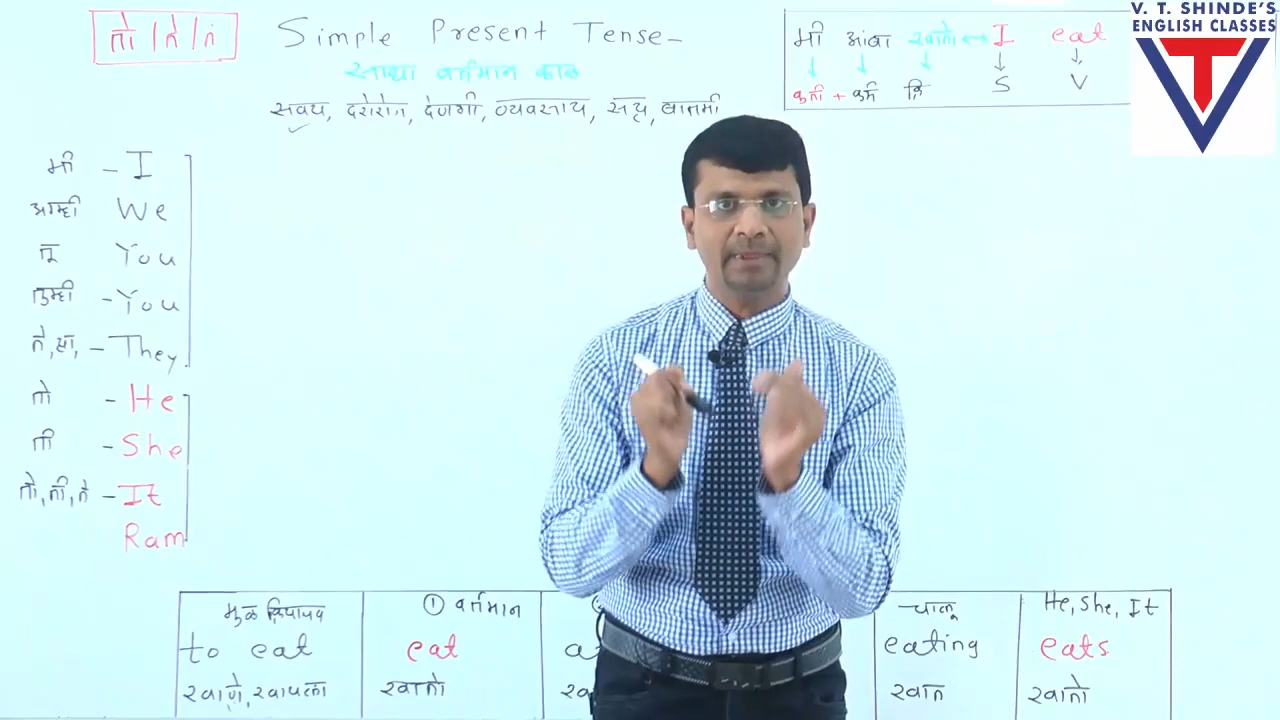 तो / ते / त
Simple Present Tense -
साधा वर्तमान काळ
सवय, दररोज, देणगी, व्यवसाय, सत्य, बातमी
मी आंबा खातो I eat
कर्ता + कर्म क्रि S V
V. T. SHINDE'S
ENGLISH CLASSES
मी - I
आम्ही We
तू You
तुम्ही - You
ते, त्या, - They
तो - He
ती - She
तो, ती, ते - It
Ram
मुळ क्रियापद
to eat
खाणे, खायला
① वर्तमान
eat
खातो
चालू
eating
खात
He, She, It
eats
खातो